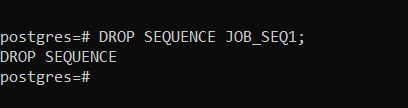 postgres=# DROP SEQUENCE JOB_SEQ1;
DROP SEQUENCE
postgres=#